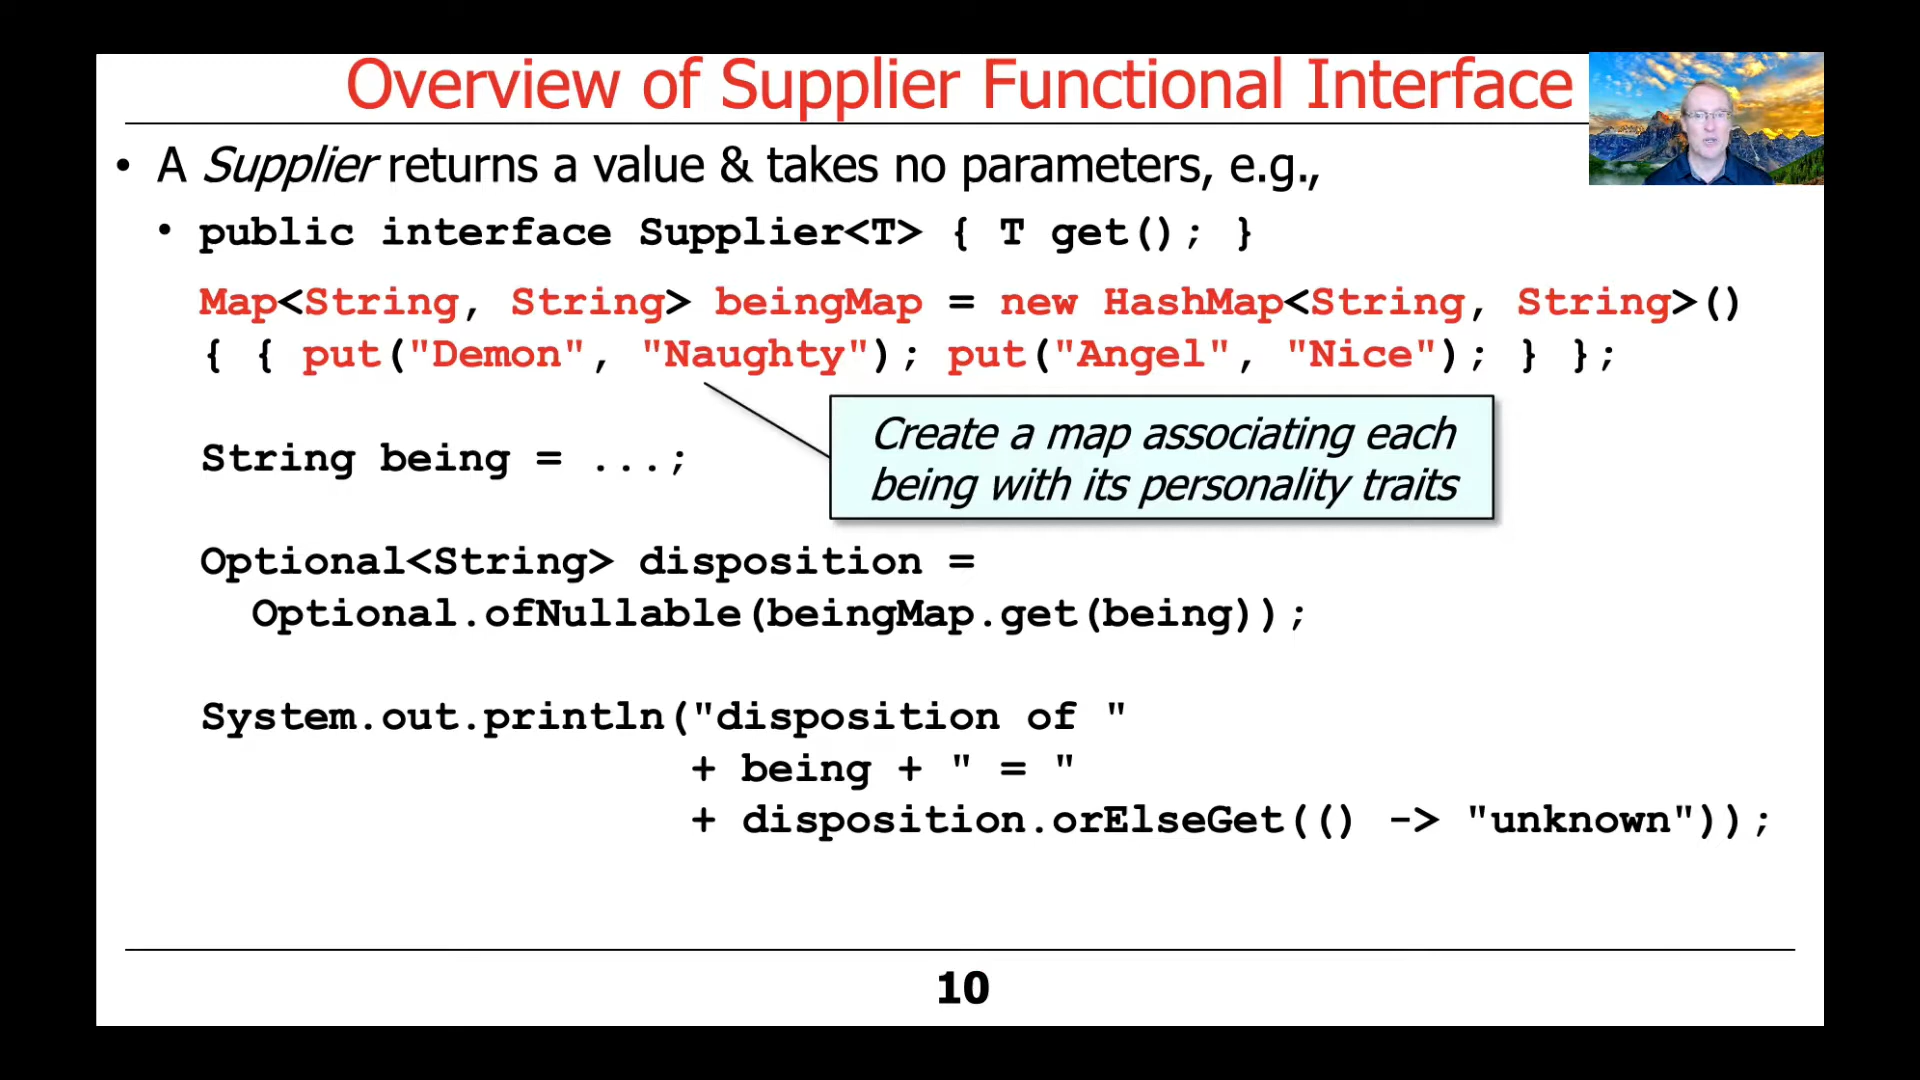 Overview of Supplier Functional Interface
• A Supplier returns a value & takes no parameters, e.g.,
• public interface Supplier<T> { T get(); }
Map<String, String> beingMap = new HashMap<String, String>()
{ { put("Demon", "Naughty"); put("Angel", "Nice"); } };
Create a map associating each
being with its personality traits
String being = ...;
Optional<String> disposition =
Optional.ofNullable(beingMap.get(being));
System.out.println("disposition of "
+ being + " = "
+ disposition.orElseGet(() -> "unknown"));
10